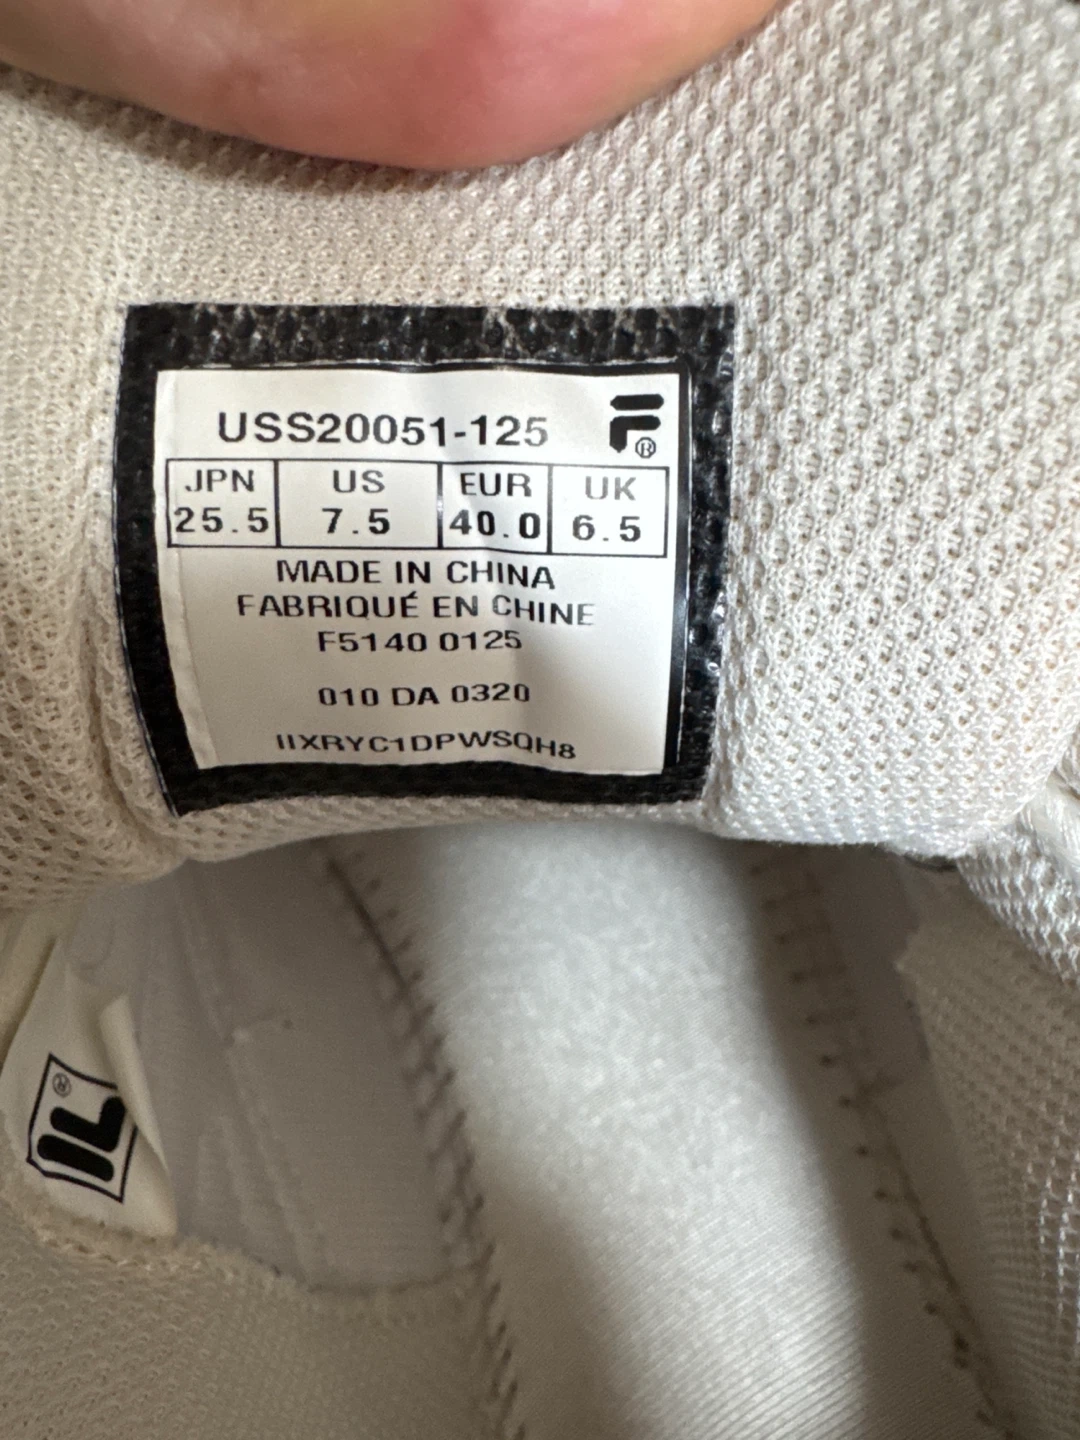 USS20051-125 F®
JPN US EUR UK
25.5 7.5 40.0 6.5
MADE IN CHINA
FABRIQUÉ EN CHINE
F5140 0125
010 DA 0320
IIXRYC1DPWSQH8
®